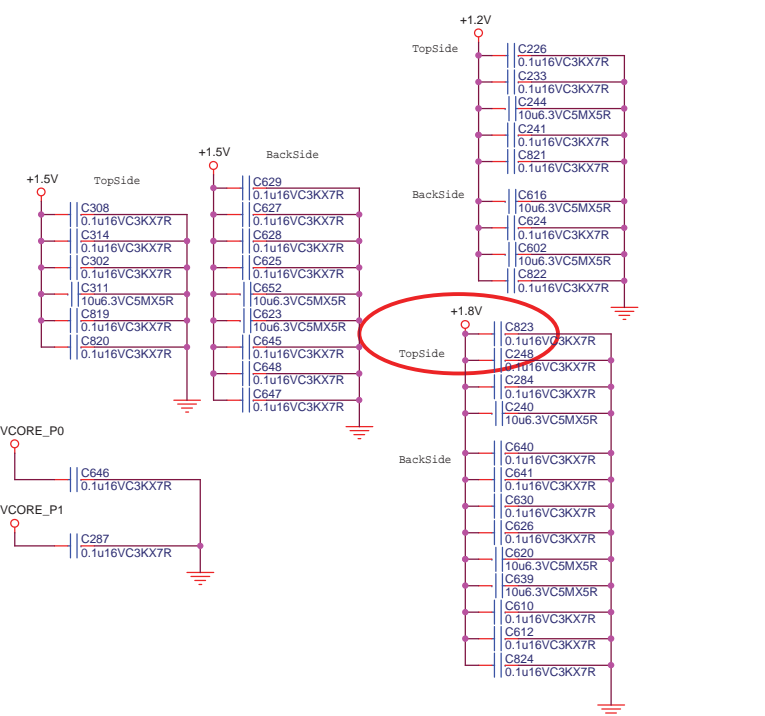 +1.2V
TopSide
C226
0.1u16VC3KX7R
C233
0.1u16VC3KX7R
C244
10u6.3VC5MX5R
C241
0.1u16VC3KX7R
C821
0.1u16VC3KX7R
BackSide
C616
10u6.3VC5MX5R
C624
0.1u16VC3KX7R
C602
10u6.3VC5MX5R
C822
0.1u16VC3KX7R
+1.5V
TopSide
C308
0.1u16VC3KX7R
C314
0.1u16VC3KX7R
C302
0.1u16VC3KX7R
C311
10u6.3VC5MX5R
C819
0.1u16VC3KX7R
C820
0.1u16VC3KX7R
+1.5V
BackSide
C629
0.1u16VC3KX7R
C627
0.1u16VC3KX7R
C628
0.1u16VC3KX7R
C625
0.1u16VC3KX7R
C652
10u6.3VC5MX5R
C623
10u6.3VC5MX5R
C645
0.1u16VC3KX7R
C648
0.1u16VC3KX7R
C647
0.1u16VC3KX7R
+1.8V
TopSide
C823
0.1u16VC3KX7R
C248
0.1u16VC3KX7R
C284
0.1u16VC3KX7R
C240
10u6.3VC5MX5R
BackSide
C640
0.1u16VC3KX7R
C641
0.1u16VC3KX7R
C630
0.1u16VC3KX7R
C626
0.1u16VC3KX7R
C620
10u6.3VC5MX5R
C639
10u6.3VC5MX5R
C610
0.1u16VC3KX7R
C612
0.1u16VC3KX7R
C824
0.1u16VC3KX7R
VCORE_P0
C646
0.1u16VC3KX7R
VCORE_P1
C287
0.1u16VC3KX7R